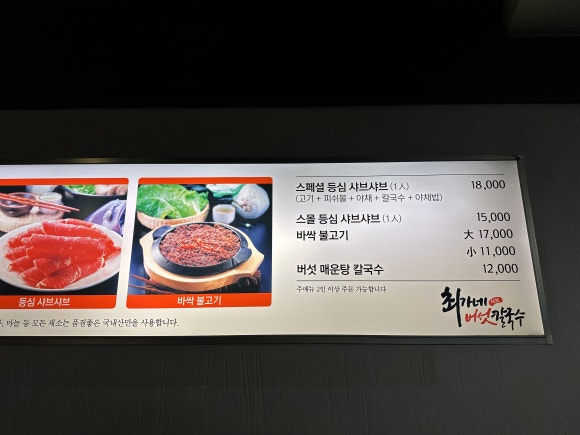 스페셜 등심 샤브샤브 (1人) 18,000
(고기 + 피쉬볼 + 야채 + 칼국수 + 야채밥)
스몰 등심 샤브샤브 (1人) 15,000
바싹 불고기 大 17,000
小 11,000
버섯 매운탕 칼국수 12,000
주메뉴 2인 이상 주문 가능합니다
등심 샤브샤브
바싹 불고기
마늘 등 모든 채소는 품질좋은 국내산만을 사용합니다.
최가네
버섯칼국수